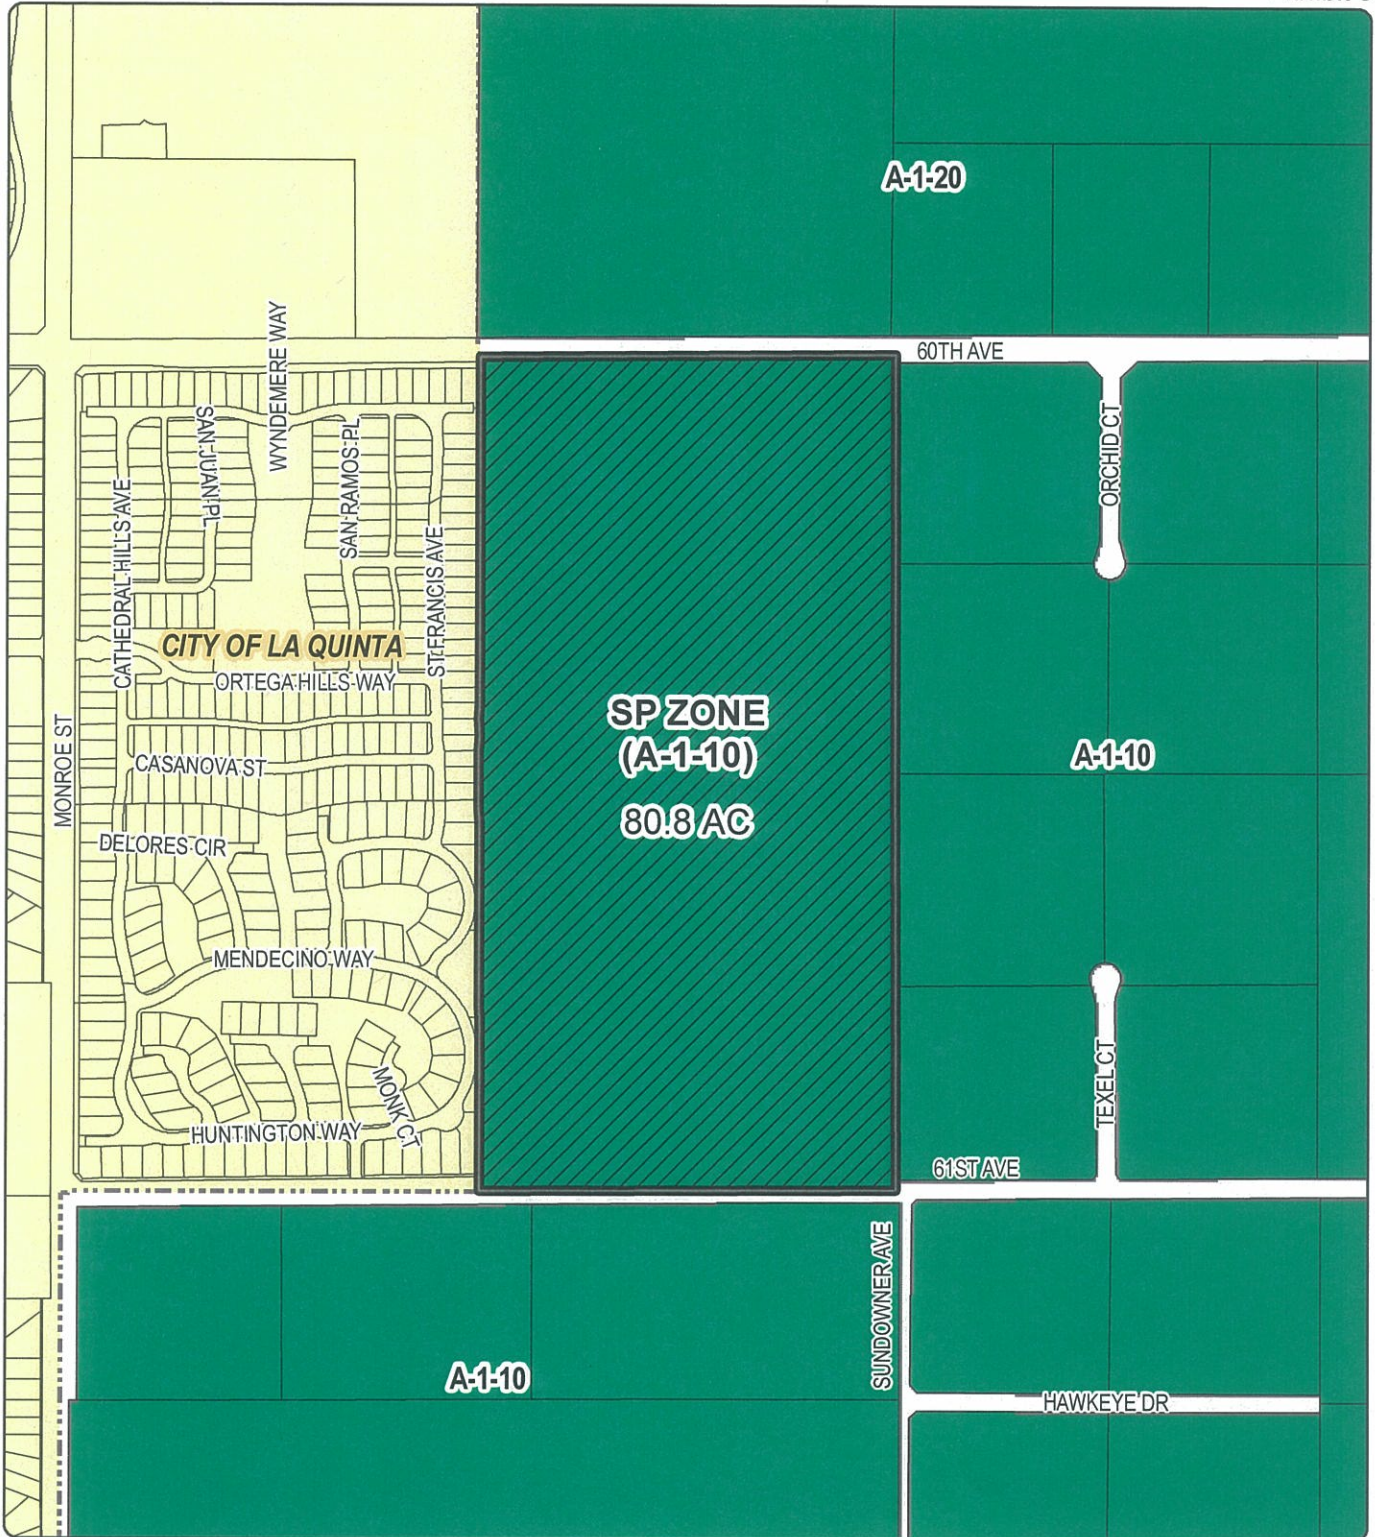 A-1-20
60TH AVE
WYNDEMERE WAY
SAN JUAN PL
SAN RAMOS PL
ORCHID CT
CATHEDRAL HILLS AVE
ST FRANCIS AVE
CITY OF LA QUINTA
ORTEGA HILLS WAY
SP ZONE
(A-1-10)
80.8 AC
MONROE ST
CASANOVA ST
A-1-10
DELORES CIR
MENDECINO WAY
MONK CT
TEXEL CT
HUNTINGTON WAY
61ST AVE
SUNDOWNER AVE
A-1-10
HAWKEYE DR